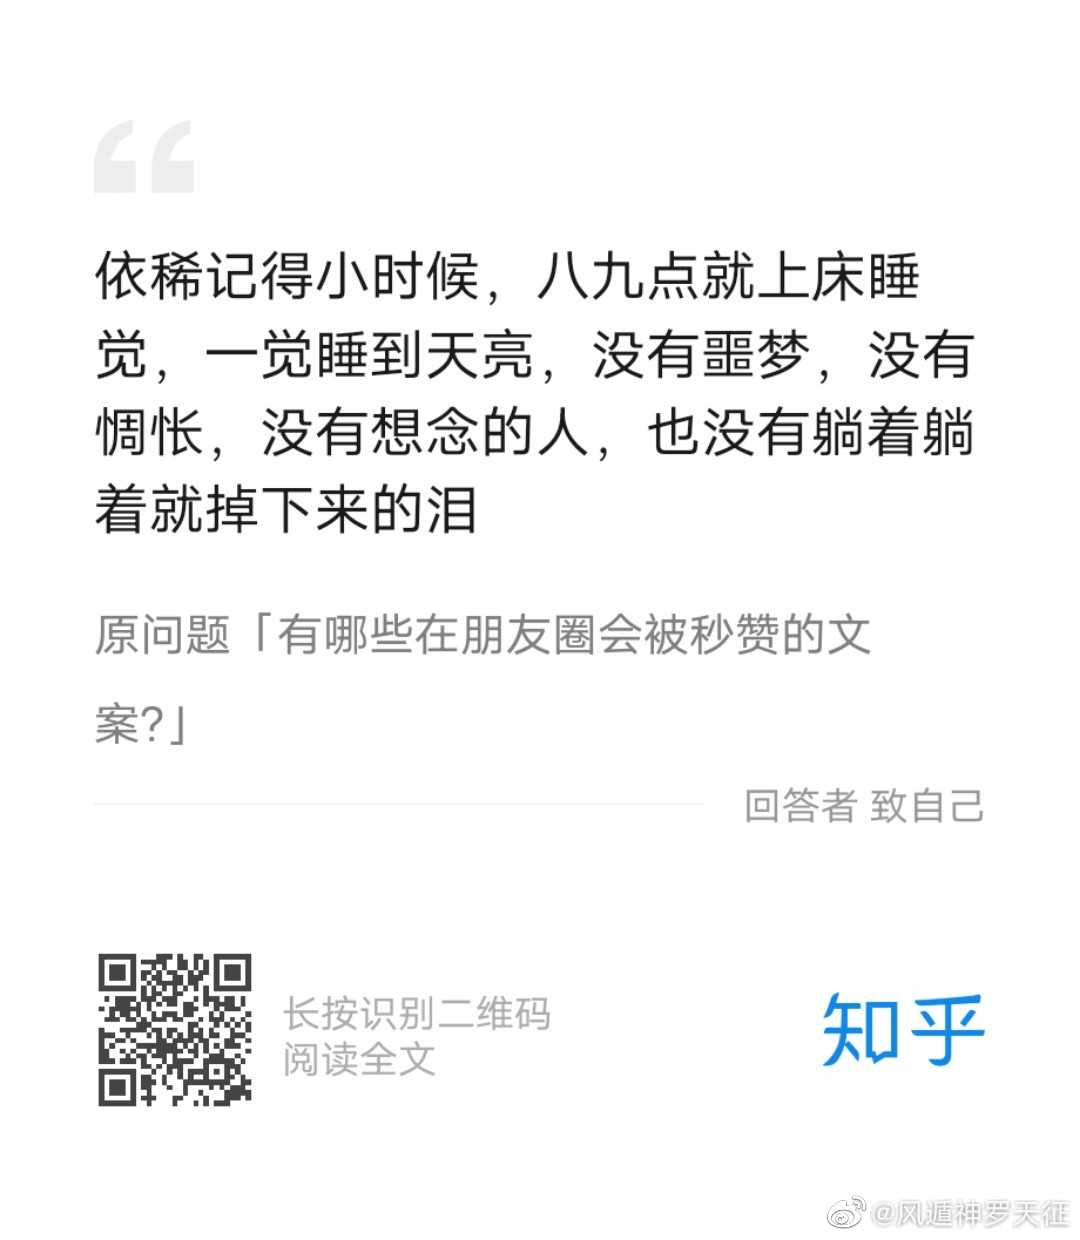 依稀记得小时候，八九点就上床睡
觉，一觉睡到天亮，没有噩梦，没有
惆怅，没有想念的人，也没有躺着躺
着就掉下来的泪
原问题「有哪些在朋友圈会被秒赞的文
案?」
回答者 致自己
长按识别二维码
阅读全文
知乎
@风遁神罗天征